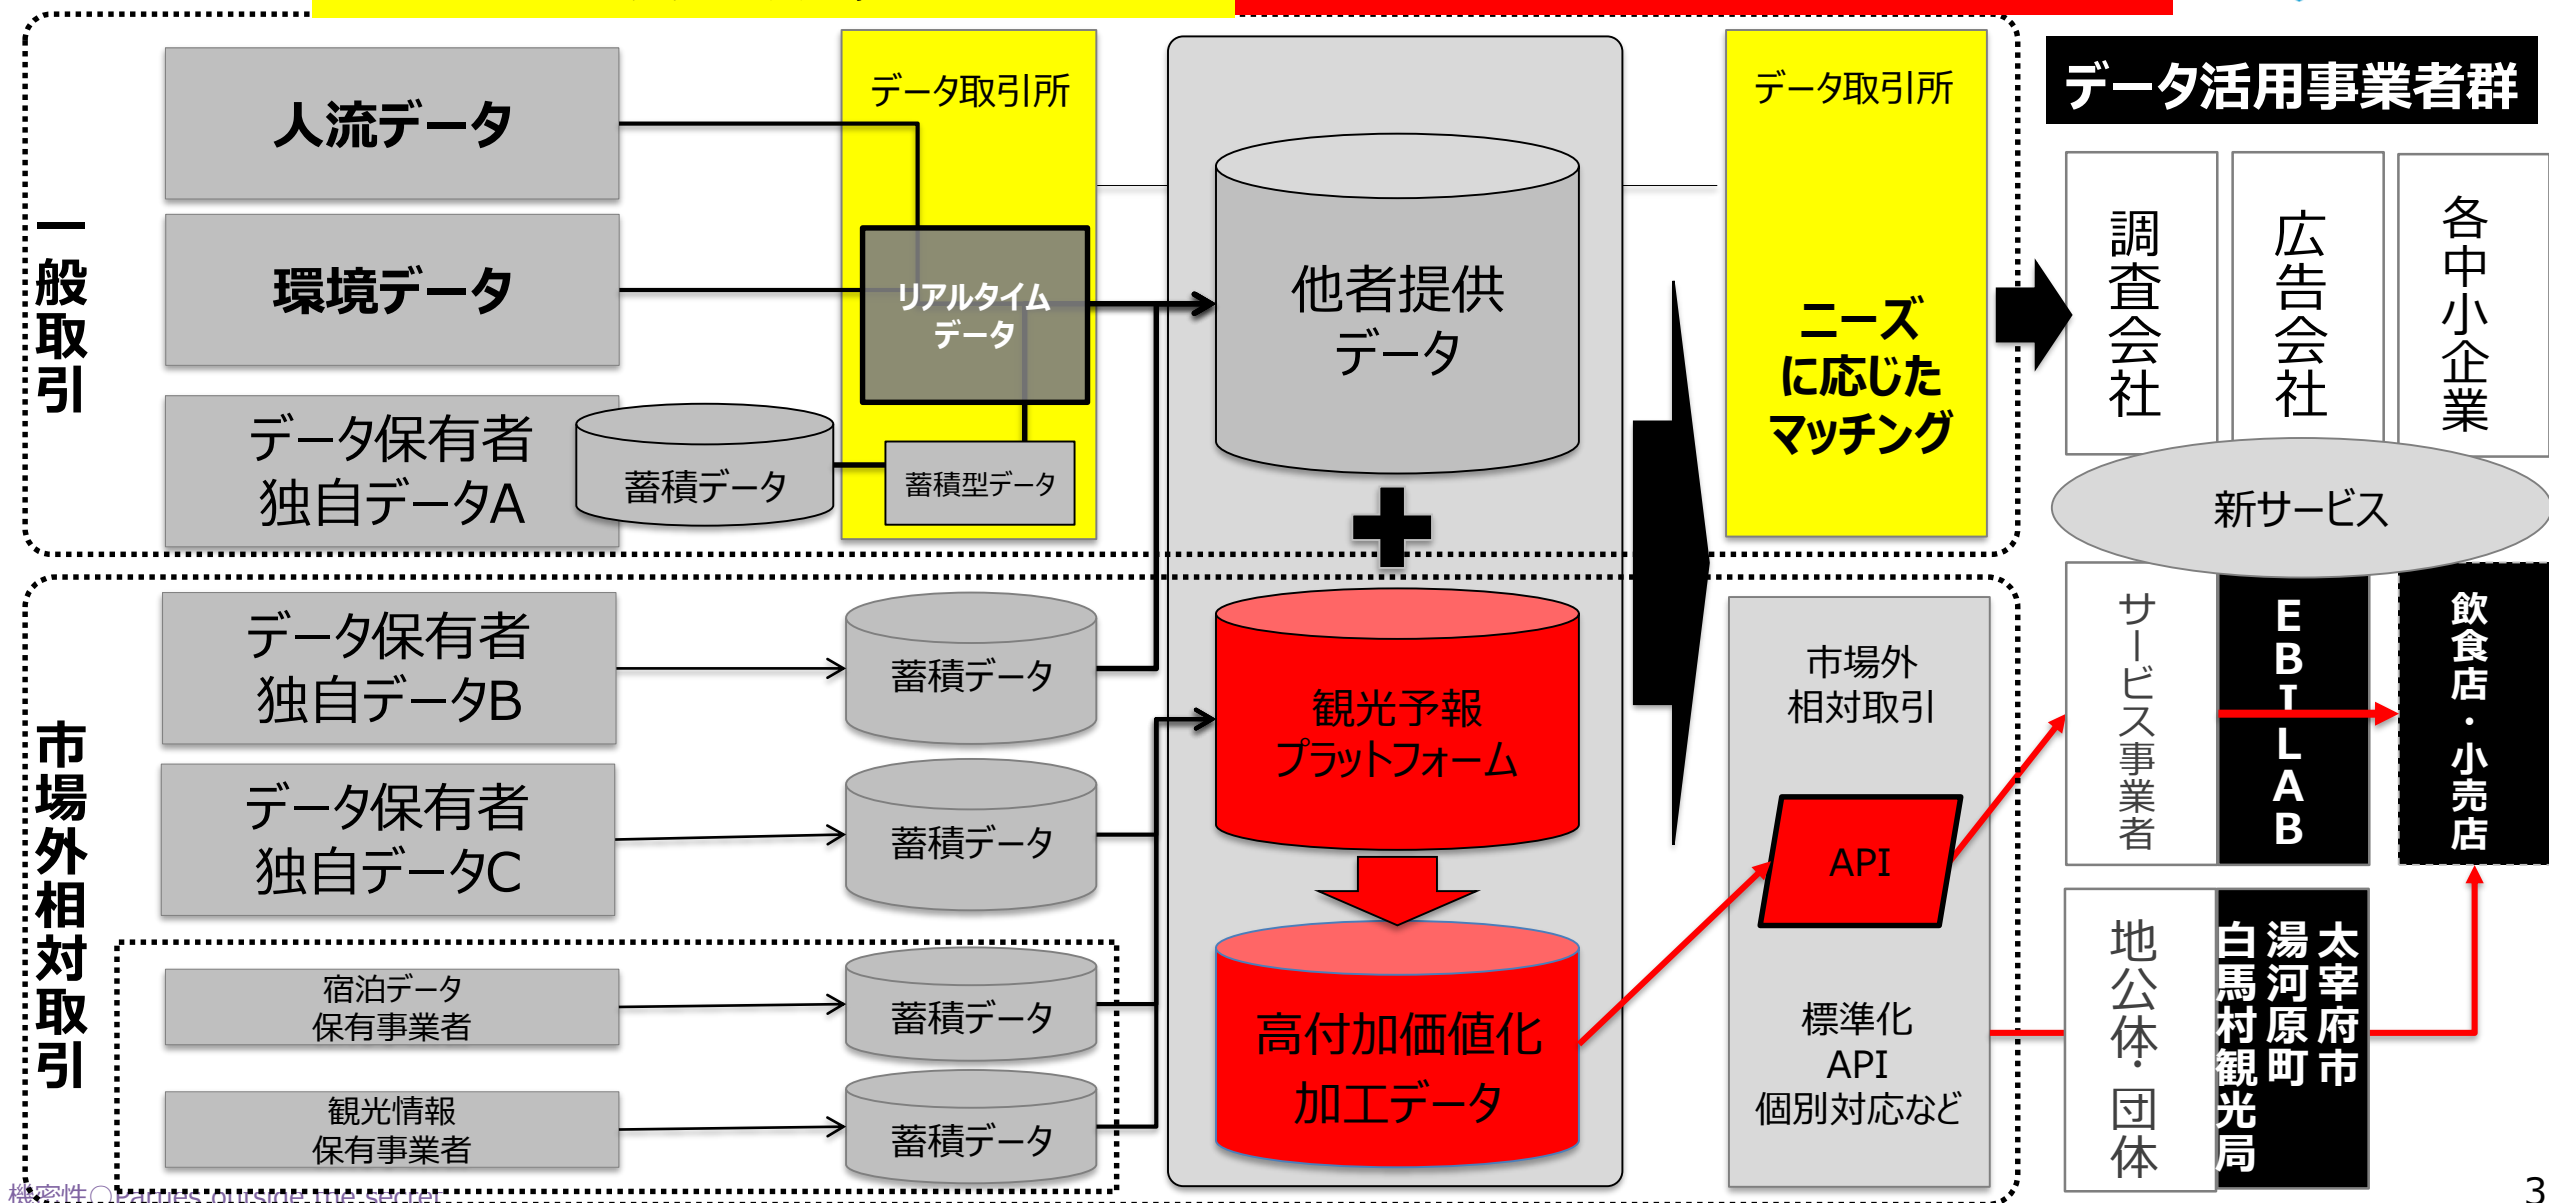 一般取引
人流データ
環境データ
データ保有者
独自データA
蓄積データ
データ取引所
リアルタイム
データ
蓄積型データ
他者提供
データ
データ取引所
ニーズ
に応じた
マッチング
データ活用事業者群
調査会社
広告会社
各中小企業
新サービス
市場外相対取引
データ保有者
独自データB
蓄積データ
データ保有者
独自データC
蓄積データ
宿泊データ
保有事業者
蓄積データ
観光情報
保有事業者
蓄積データ
観光予報
プラットフォーム
高付加価値化
加工データ
市場外
相対取引
API
標準化
API
個別対応など
サービス事業者
EBILAB
飲食店・小売店
地公体・団体
太宰府市
湯河原町
白馬村観光局
機密性○Parties outside the secret
3